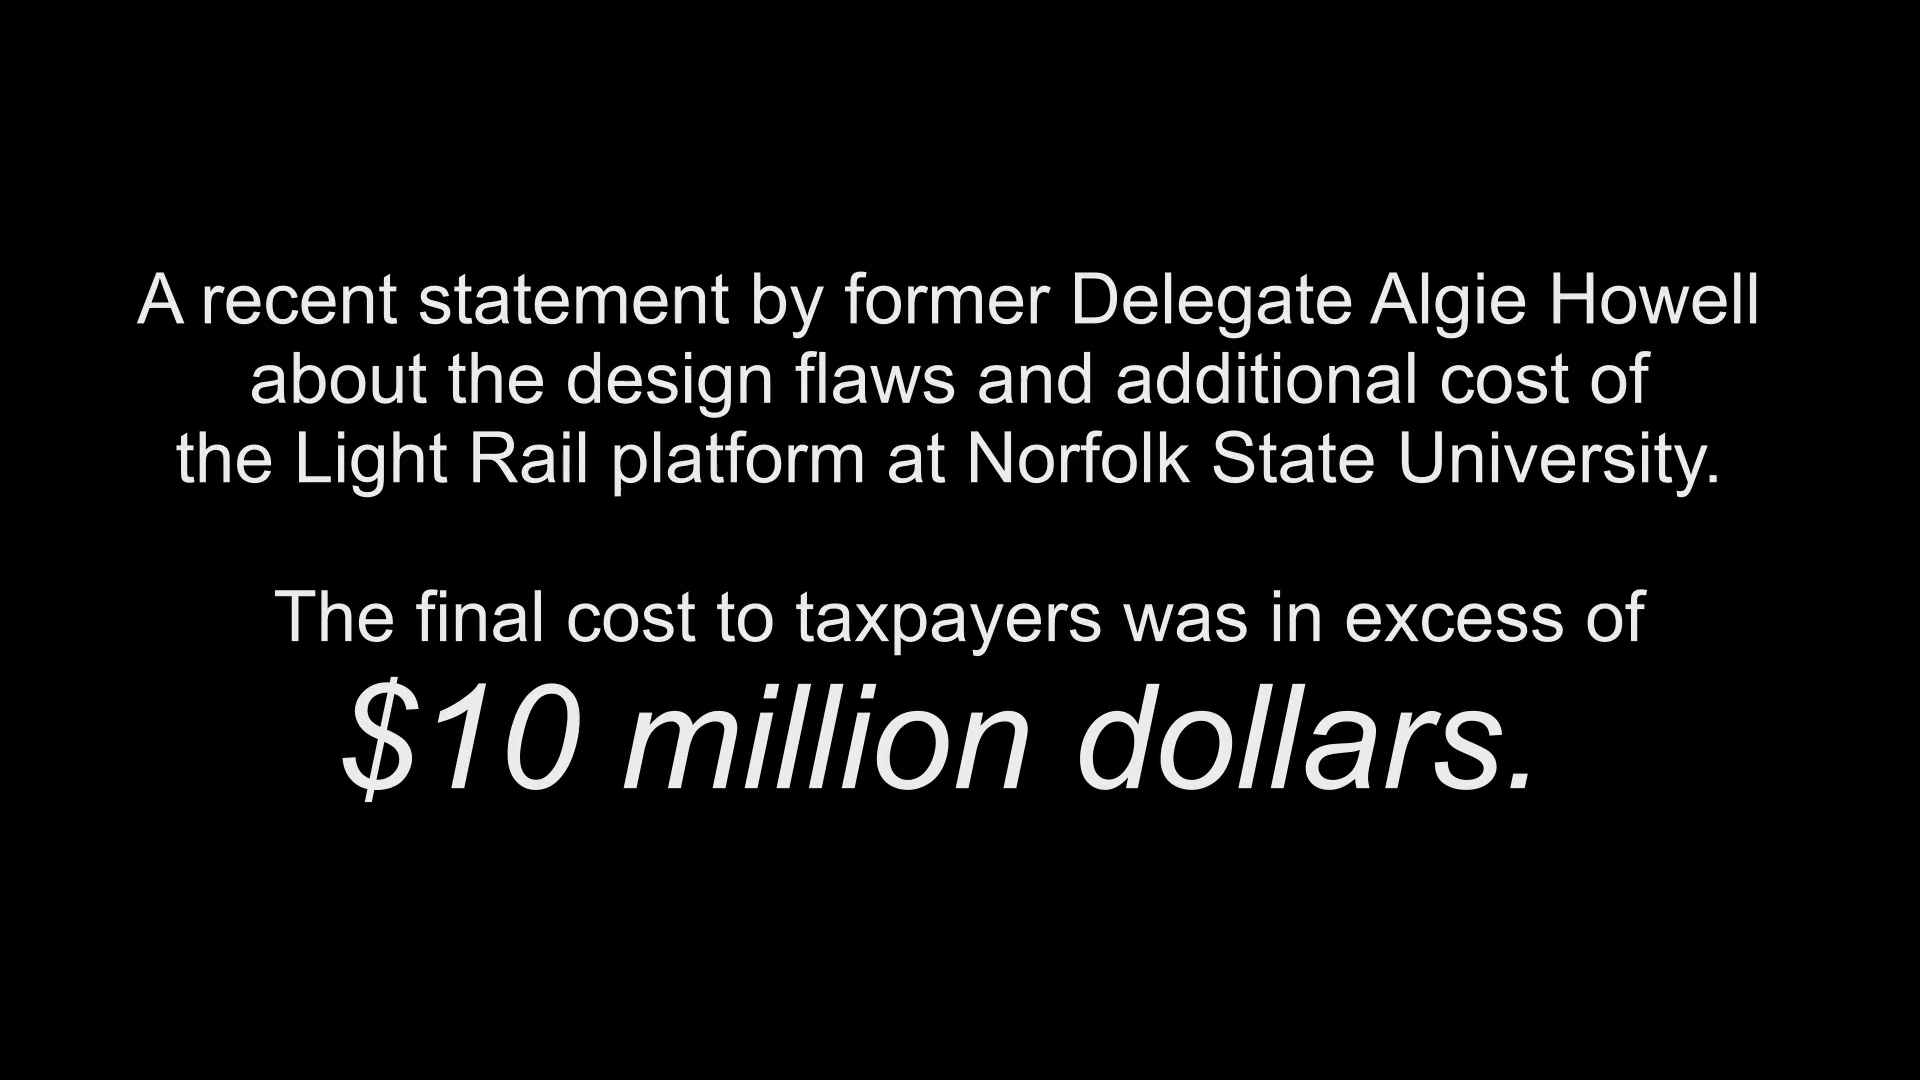 A recent statement by former Delegate Algie Howell
about the design flaws and additional cost of
the Light Rail platform at Norfolk State University.
The final cost to taxpayers was in excess of
$10 million dollars.